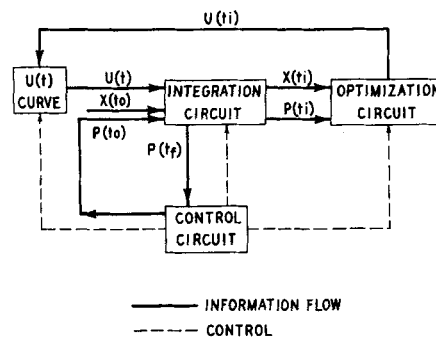 U(ti)
U(t)
CURVE
U(t)
X(to)
P(to)
INTEGRATION
CIRCUIT
X(ti)
P(ti)
OPTIMIZATION
CIRCUIT
P(tf)
CONTROL
CIRCUIT
INFORMATION FLOW
CONTROL